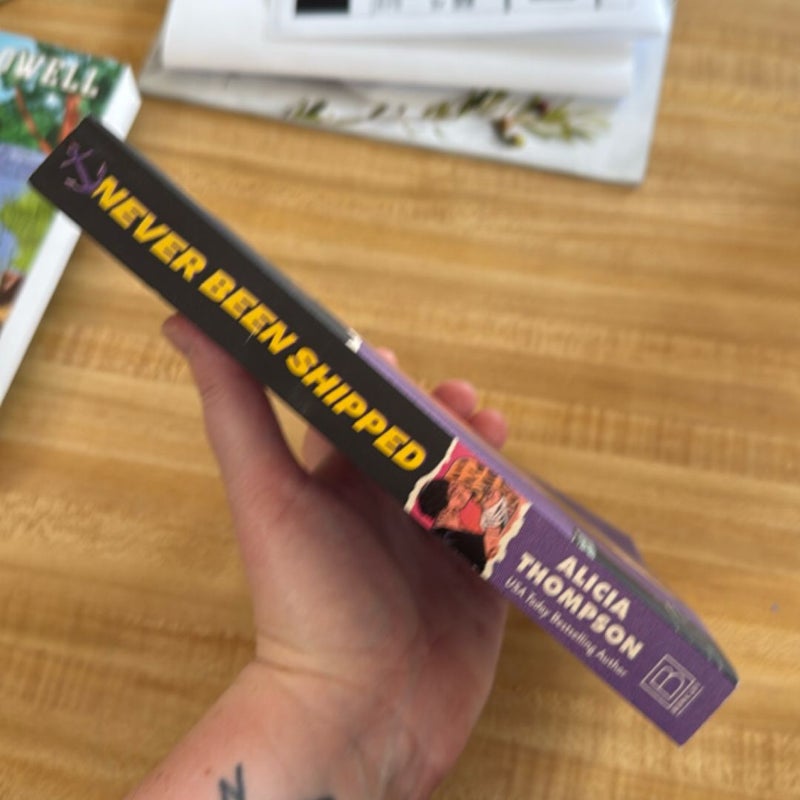 NEVER BEEN SHIPPED
ALICIA
THOMPSON
USA Today Bestselling Author
B